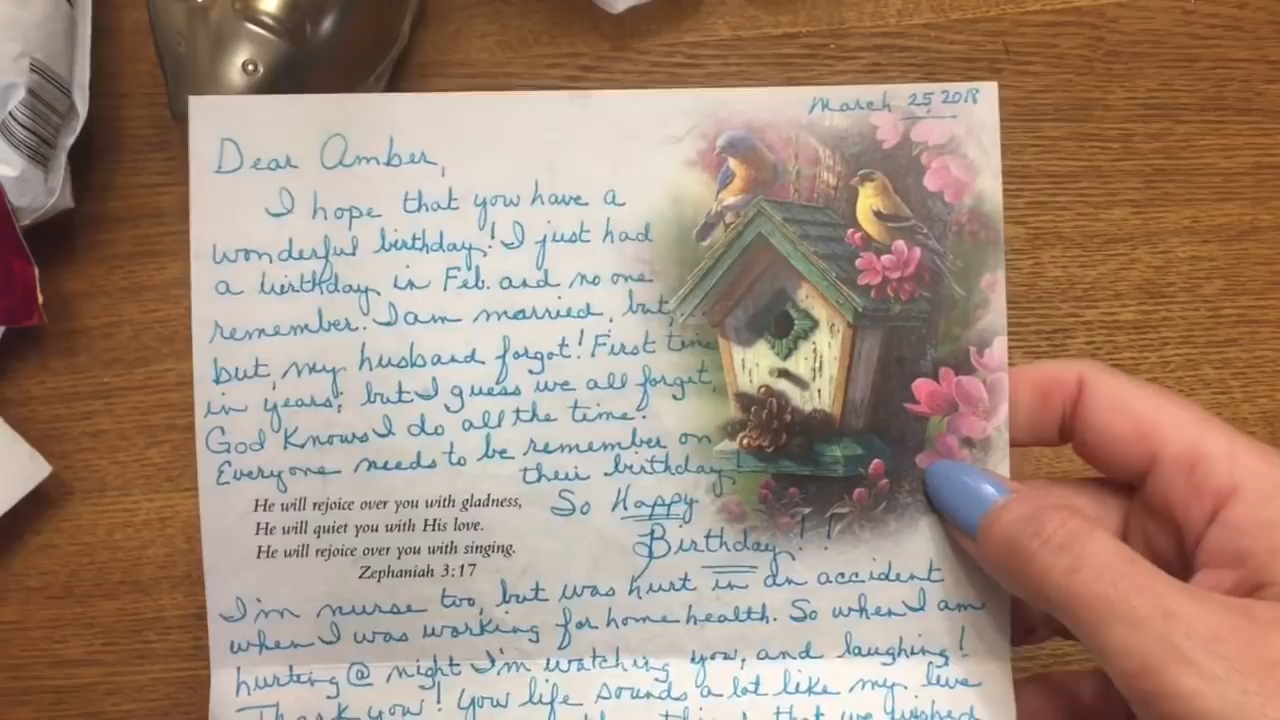 March 25, 2018
Dear Amber,
I hope that you have a
wonderful birthday! I just had
a birthday in Feb. and no one
remember. I am married, but,
but, my husband forgot! First time
in years; but I guess we all forget,
God Knows I do all the time.
Everyone needs to be remember on
their birthday
So Happy
Birthday!!
He will rejoice over you with gladness,
He will quiet you with His love.
He will rejoice over you with singing.
Zephaniah 3:17
I'm nurse too, but was hurt in an accident
when I was working for home health. So when I am
hurting @ night I'm watching you, and laughing!
Thank you! You life sounds a lot like my live
that we wished